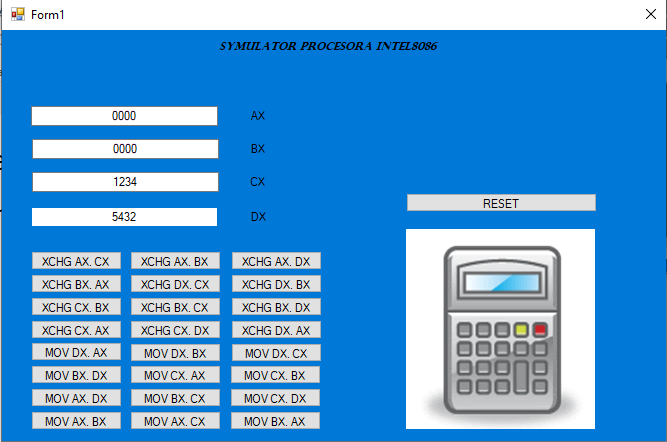 Form1
SYMULATOR PROCESORA INTEL8086
0000 AX
0000 BX
1234 CX
5432 DX
RESET
XCHG AX. CX XCHG AX. BX XCHG AX. DX
XCHG BX. AX XCHG DX. CX XCHG DX. BX
XCHG CX. BX XCHG BX. CX XCHG BX. DX
XCHG CX. AX XCHG CX. DX XCHG DX. AX
MOV DX. AX MOV DX. BX MOV DX. CX
MOV BX. DX MOV CX. AX MOV CX. BX
MOV AX. DX MOV BX. CX MOV CX. DX
MOV AX. BX MOV AX. CX MOV BX. AX